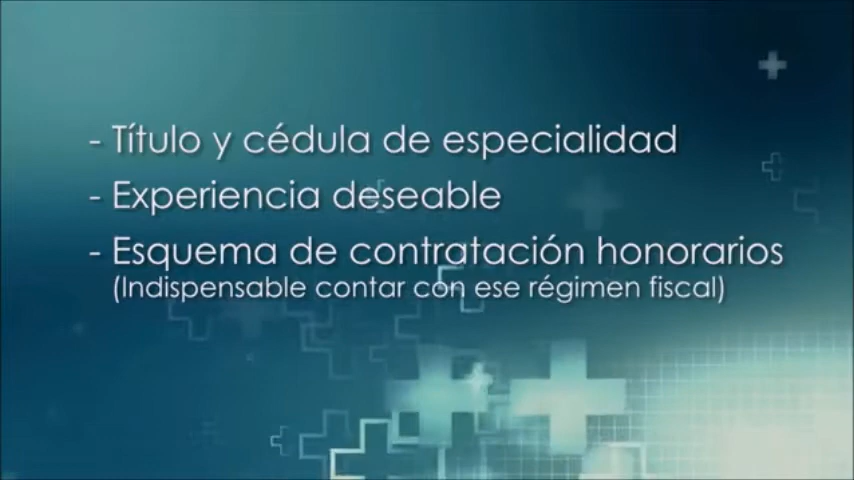 - Título y cédula de especialidad
- Experiencia deseable
- Esquema de contratación honorarios
(Indispensable contar con ese régimen fiscal)